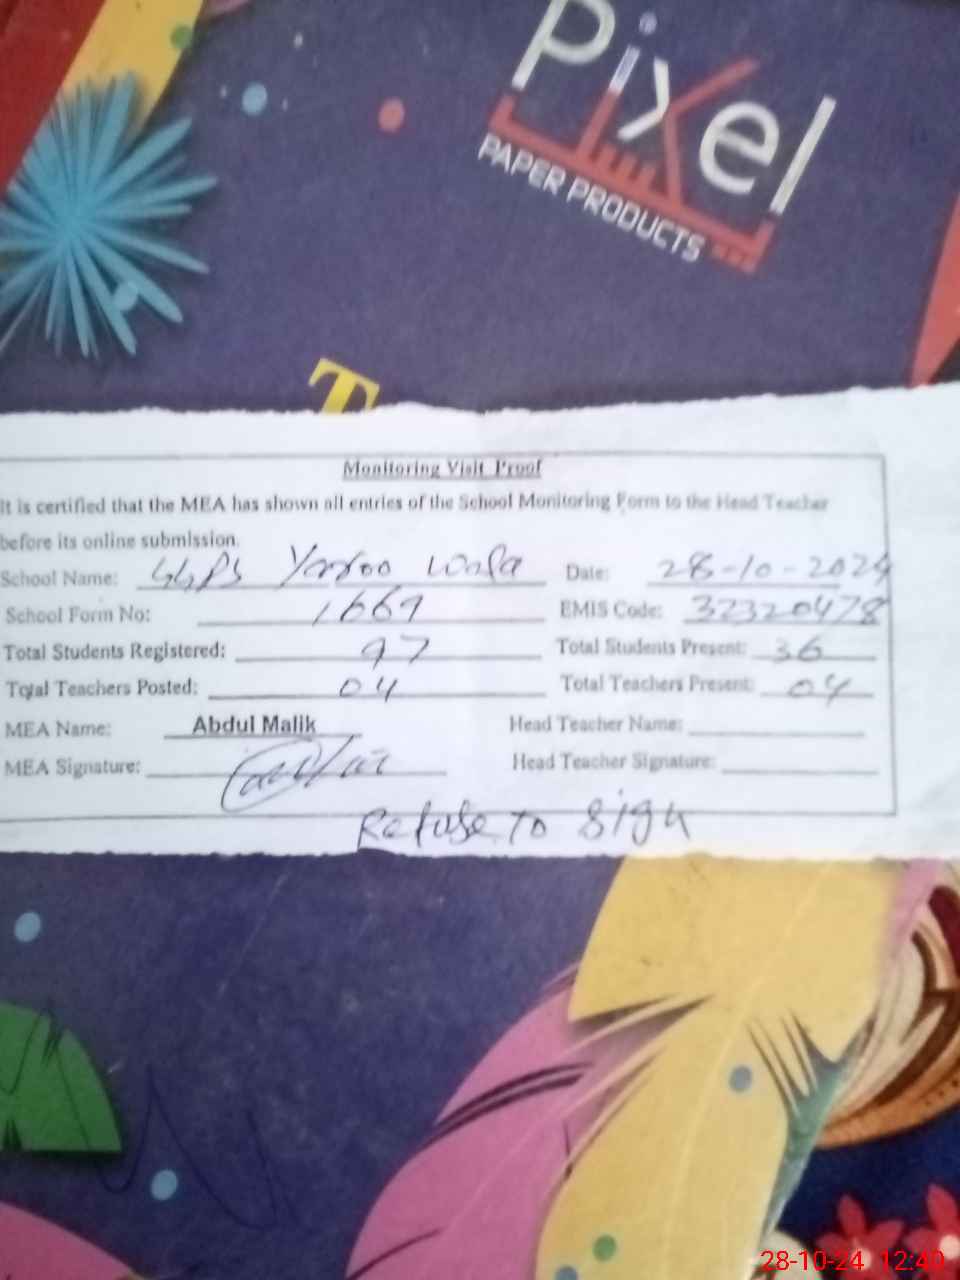 Pixel
PAPER PRODUCTS
T
Monitoring Visit Proof
It is certified that the MEA has shown all entries of the School Monitoring Form to the Head Teacher
before its online submission.
School Name: GGPS Yaroo Wala Date: 28-10-2024
School Form No: 1669 EMIS Code: 32320478
Total Students Registered: 97 Total Students Present: 36
Total Teachers Posted: 04 Total Teachers Present: 04
MEA Name: Abdul Malik Head Teacher Name:
MEA Signature: Head Teacher Signature:
Refuse To Sign
28-10-24 12:40